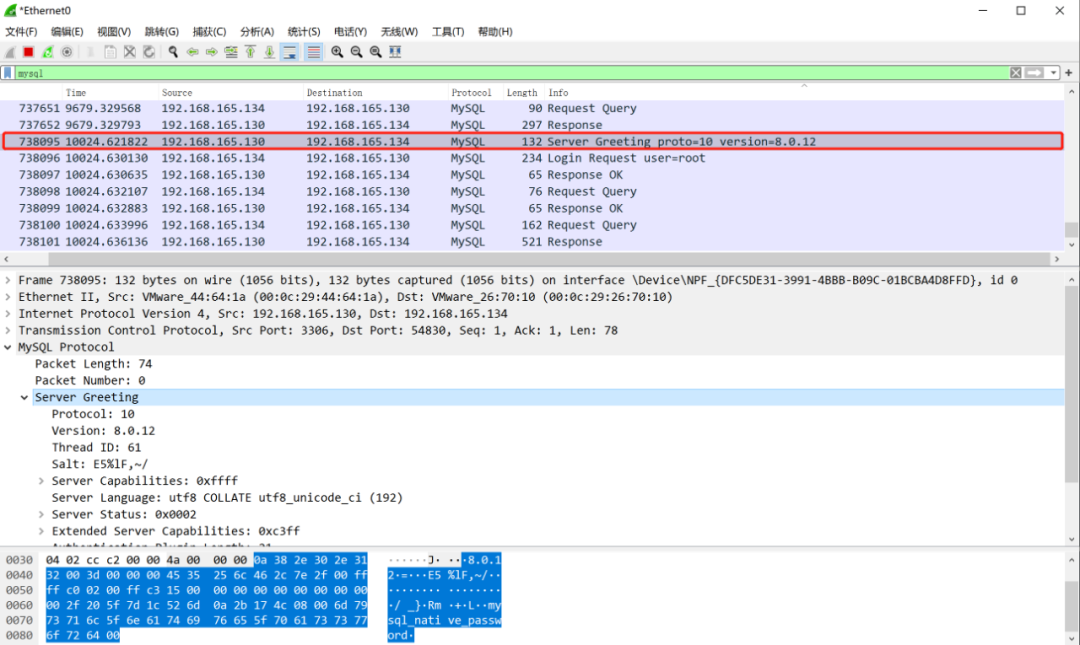 *Ethernet0
文件(F) 编辑(E) 视图(V) 跳转(G) 捕获(C) 分析(A) 统计(S) 电话(Y) 无线(W) 工具(T) 帮助(H)
mysql
Time Source Destination Protocol Length Info
737651 9679.329568 192.168.165.134 192.168.165.130 MySQL 90 Request Query
737652 9679.329793 192.168.165.130 192.168.165.134 MySQL 297 Response
738095 10024.621822 192.168.165.130 192.168.165.134 MySQL 132 Server Greeting proto=10 version=8.0.12
738096 10024.630130 192.168.165.134 192.168.165.130 MySQL 234 Login Request user=root
738097 10024.630635 192.168.165.130 192.168.165.134 MySQL 65 Response OK
738098 10024.632107 192.168.165.134 192.168.165.130 MySQL 76 Request Query
738099 10024.632883 192.168.165.130 192.168.165.134 MySQL 65 Response OK
738100 10024.633996 192.168.165.134 192.168.165.130 MySQL 162 Request Query
738101 10024.636136 192.168.165.130 192.168.165.134 MySQL 521 Response
Frame 738095: 132 bytes on wire (1056 bits), 132 bytes captured (1056 bits) on interface \Device\NPF_{DFC5DE31-3991-4BBB-B09C-01BCBA4D8FFD}, id 0
Ethernet II, Src: VMware_44:64:1a (00:0c:29:44:64:1a), Dst: VMware_26:70:10 (00:0c:29:26:70:10)
Internet Protocol Version 4, Src: 192.168.165.130, Dst: 192.168.165.134
Transmission Control Protocol, Src Port: 3306, Dst Port: 54830, Seq: 1, Ack: 1, Len: 78
MySQL Protocol
Packet Length: 74
Packet Number: 0
Server Greeting
Protocol: 10
Version: 8.0.12
Thread ID: 61
Salt: E5%lF,~/
Server Capabilities: 0xffff
Server Language: utf8 COLLATE utf8_unicode_ci (192)
Server Status: 0x0002
Extended Server Capabilities: 0xc3ff
Authentication Plugin Length: 21
0030 04 02 cc c2 00 00 4a 00 00 00 0a 38 2e 30 2e 31 ······J· ···8.0.1
0040 32 00 3d 00 00 00 45 35 25 6c 46 2c 7e 2f 00 ff 2·=···E5 %lF,~/··
0050 ff c0 02 00 ff c3 15 00 00 00 00 00 00 00 00 00 ········ ········
0060 00 2f 20 5f 7d 1c 52 6d 0a 2b 17 4c 08 00 6d 79 ·/ _}·Rm ·+·L··my
0070 73 71 6c 5f 6e 61 74 69 76 65 5f 70 61 73 73 77 sql_nati ve_passw
0080 6f 72 64 00 ord·